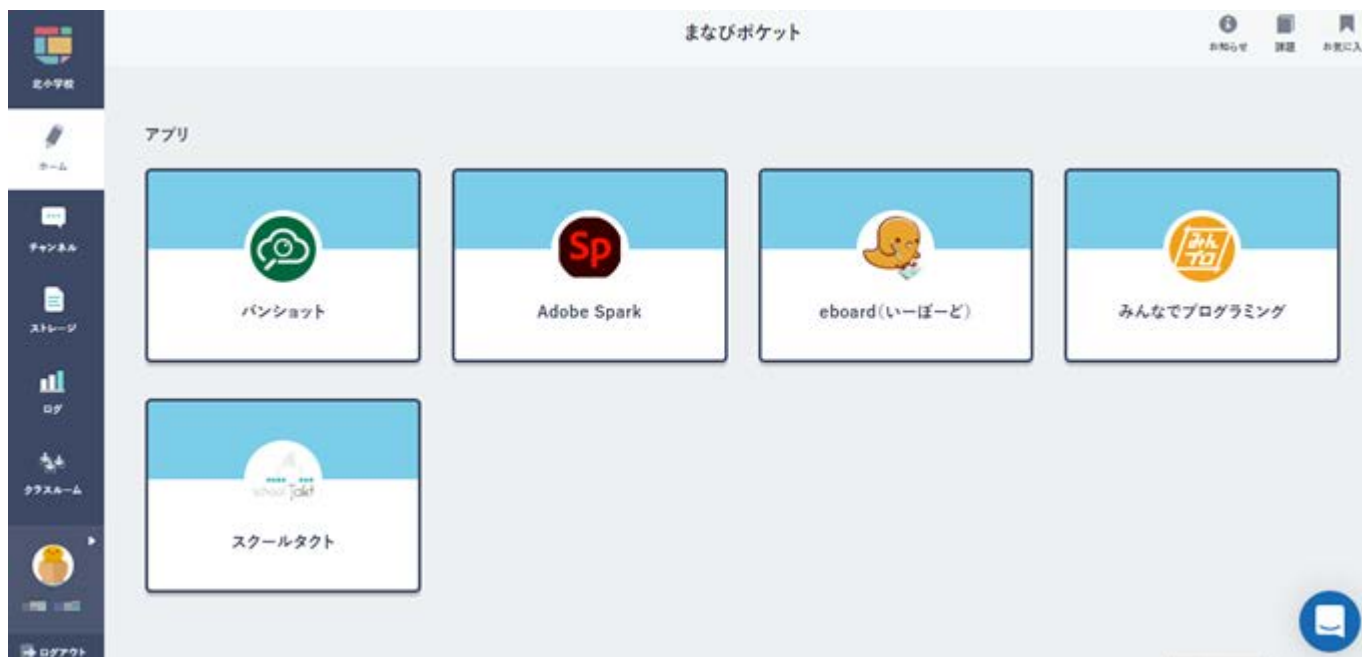 まなびポケット
お知らせ
課題
お気に入
北小学校
ホーム
チャンネル
ストレージ
ログ
クラスルーム
ログアウト
アプリ
バンショット
Sp
Adobe Spark
eboard(いーぼーど)
みん
プロ
みんなでプログラミング
school Takt
スクールタクト